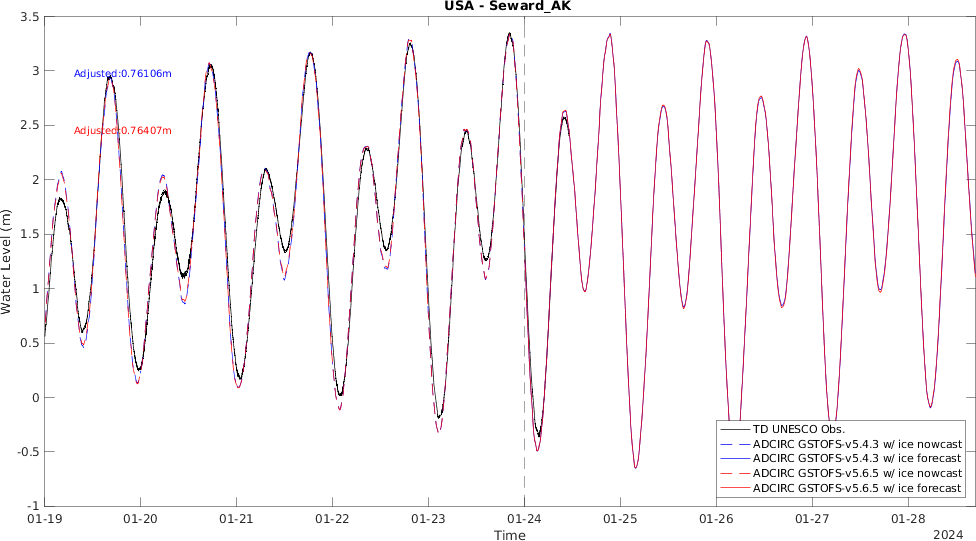 USA - Seward_AK
3.5
3
2.5
2
1.5
1
0.5
0
-0.5
-1
Water Level (m)
Adjusted:0.76106m
Adjusted:0.76407m
TD UNESCO Obs.
ADCIRC GSTOFS-v5.4.3 w/ ice nowcast
ADCIRC GSTOFS-v5.4.3 w/ ice forecast
ADCIRC GSTOFS-v5.6.5 w/ ice nowcast
ADCIRC GSTOFS-v5.6.5 w/ ice forecast
01-19 01-20 01-21 01-22 01-23 01-24 01-25 01-26 01-27 01-28
Time
2024